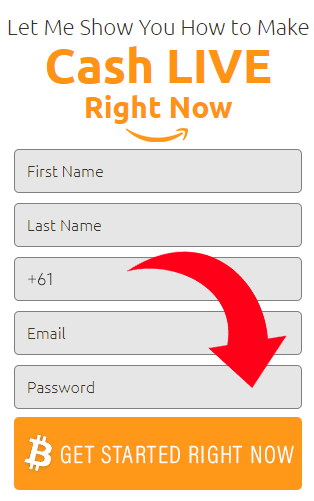 Let Me Show You How to Make
Cash LIVE
Right Now
First Name
Last Name
+61
Email
Password
GET STARTED RIGHT NOW